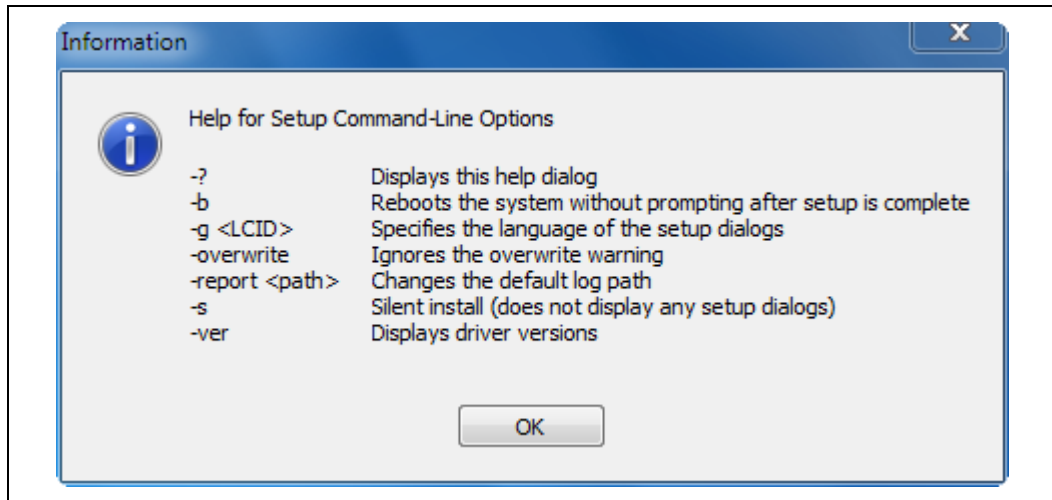 Information
Help for Setup Command-Line Options
-? Displays this help dialog
-b Reboots the system without prompting after setup is complete
-g <LCID> Specifies the language of the setup dialogs
-overwrite Ignores the overwrite warning
-report <path> Changes the default log path
-s Silent install (does not display any setup dialogs)
-ver Displays driver versions
OK